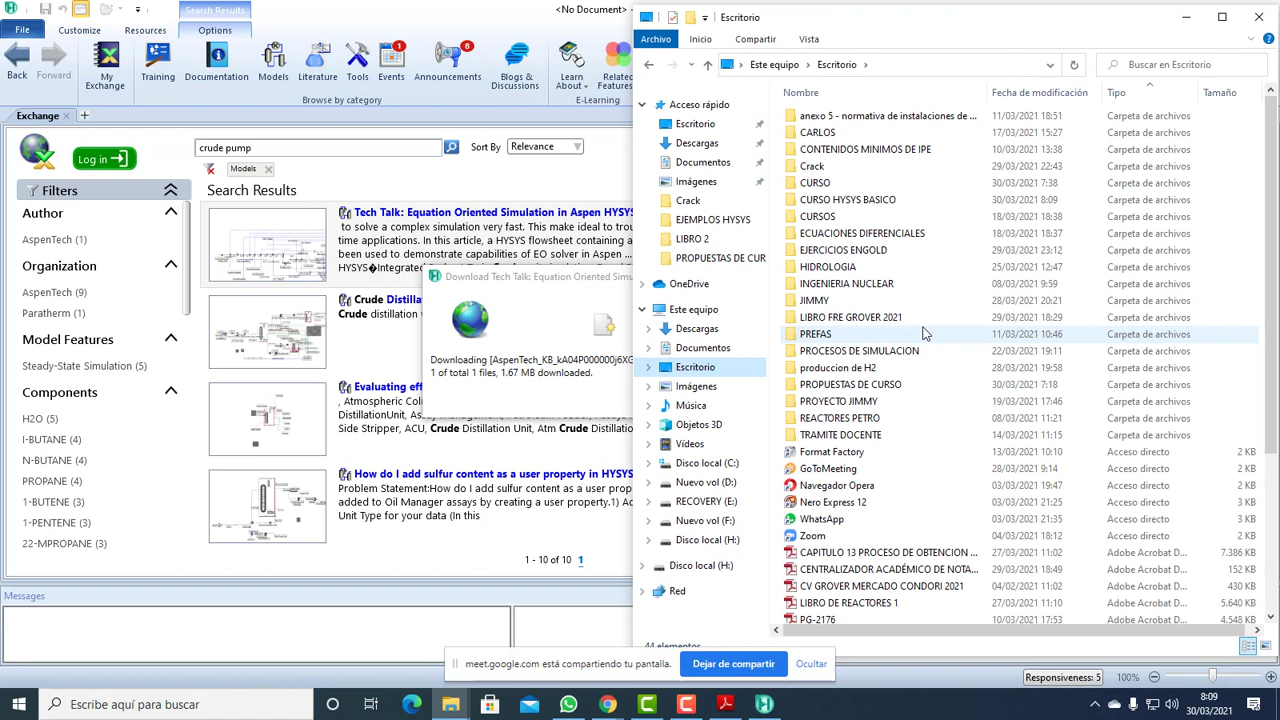 Search Results
<No Document>
File
Customize
Resources
Options
Back
Forward
My Exchange
Training
Documentation
Models
Literature
Tools
1
Events
8
Announcements
Blogs & Discussions
Learn About
Related Features
Browse by category
E-Learning
Exchange
Log in
crude pump
Sort By
Relevance
Models
Filters
Search Results
Author
AspenTech (1)
Organization
AspenTech (9)
Paratherm (1)
Model Features
Steady-State Simulation (5)
Components
H2O (5)
I-BUTANE (4)
N-BUTANE (4)
PROPANE (4)
1-BUTENE (3)
1-PENTENE (3)
22-MPROPANE (3)
Tech Talk: Equation Oriented Simulation in Aspen HYSYS
to solve a complex simulation very fast. This make ideal to
time applications. In this article, a HYSYS flowsheet containing a
been developed to demonstrate capabilities of EO solver in Aspen
HYSYS�integrated
Crude Distil
Crude distillation
Evaluating eff
, Atmospheric Colu
DistillationUnit,
Side Stripper, ACU, Crude Distillation Unit, Atm Crude
How do I add sulfur content as a user property in HYSYS
Problem Statement:How do I add sulfur content as a user prop
added to Oil Manager assays by creating a user property.1)
Unit Type for your data (In this
1 - 10 of 10 1
Download Tech Talk: Equation Oriented Simu
Downloading [AspenTech_KB_kA04P000000j6XG
1 of total 1 files, 1.67 MB downloaded.
Messages
Escritorio
Archivo
Inicio
Compartir
Vista
Este equipo
Escritorio
Buscar en Escritorio
Acceso rápido
Escritorio
Descargas
Documentos
Imágenes
Crack
EJEMPLOS HYSYS
LIBRO 2
PROPUESTAS DE CUR
OneDrive
Este equipo
Descargas
Documentos
Escritorio
Imágenes
Música
Objetos 3D
Vídeos
Disco local (C:)
Nuevo vol (D:)
RECOVERY (E:)
Nuevo vol (F:)
Disco local (H:)
Disco local (H:)
Red
Nombre Fecha de modificación Tipo Tamaño
anexo 5 - normativa de instalaciones de ... 11/03/2021 18:51 Carpeta de archivos
CARLOS 17/03/2021 15:27 Carpeta de archivos
CONTENIDOS MINIMOS DE IPE 10/03/2021 13:38 Carpeta de archivos
Crack 29/03/2021 22:43 Carpeta de archivos
CURSO 30/03/2021 7:38 Carpeta de archivos
CURSO HYSYS BASICO 30/03/2021 8:09 Carpeta de archivos
CURSOS 18/03/2021 18:38 Carpeta de archivos
ECUACIONES DIFERENCIALES 18/03/2021 18:37 Carpeta de archivos
EJERCICIOS ENGOLD 29/03/2021 23:12 Carpeta de archivos
HIDROLOGIA 25/03/2021 12:47 Carpeta de archivos
INGENIERIA NUCLEAR 08/03/2021 9:59 Carpeta de archivos
JIMMY 28/03/2021 20:21 Carpeta de archivos
LIBRO FRE GROVER 2021 29/03/2021 18:29 Carpeta de archivos
PREFAS 11/03/2021 10:46 Carpeta de archivos
PROCESOS DE SIMULACION 22/03/2021 19:11 Carpeta de archivos
produccion de H2 28/03/2021 19:58 Carpeta de archivos
PROPUESTAS DE CURSO 30/03/2021 7:18 Carpeta de archivos
PROYECTO JIMMY 19/03/2021 17:46 Carpeta de archivos
REACTORES PETRO 08/03/2021 11:21 Carpeta de archivos
TRAMITE DOCENTE 14/03/2021 11:15 Carpeta de archivos
Format Factory 13/03/2021 10:10 Acceso directo 2 KB
GoToMeeting 28/03/2021 9:14 Acceso directo 2 KB
Navegador Opera 03/03/2021 21:35 Acceso directo 2 KB
Nero Express 12 03/03/2021 21:25 Acceso directo 3 KB
WhatsApp 03/03/2021 21:35 Acceso directo 3 KB
Zoom 04/03/2021 18:12 Acceso directo 2 KB
CAPITULO 13 PROCESO DE OBTENCION ... 27/03/2021 11:02 Adobe Acrobat D... 7.386 KB
CENTRALIZADOR ACADÉMICO DE NOTA... 29/03/2021 18:49 Adobe Acrobat D... 152 KB
CV GROVER MERCADO CONDORI 2021 04/02/2021 11:02 Adobe Acrobat D... 430 KB
LIBRO DE REACTORES 1 27/03/2021 11:10 Adobe Acrobat D... 5.640 KB
PG-2176 10/03/2021 17:53 Adobe Acrobat D... 4.548 KB
44 elementos
meet.google.com está compartiendo tu pantalla.
Dejar de compartir
Ocultar
Responsiveness: 5
100%
Escribe aquí para buscar
ESP
8:09
30/03/2021